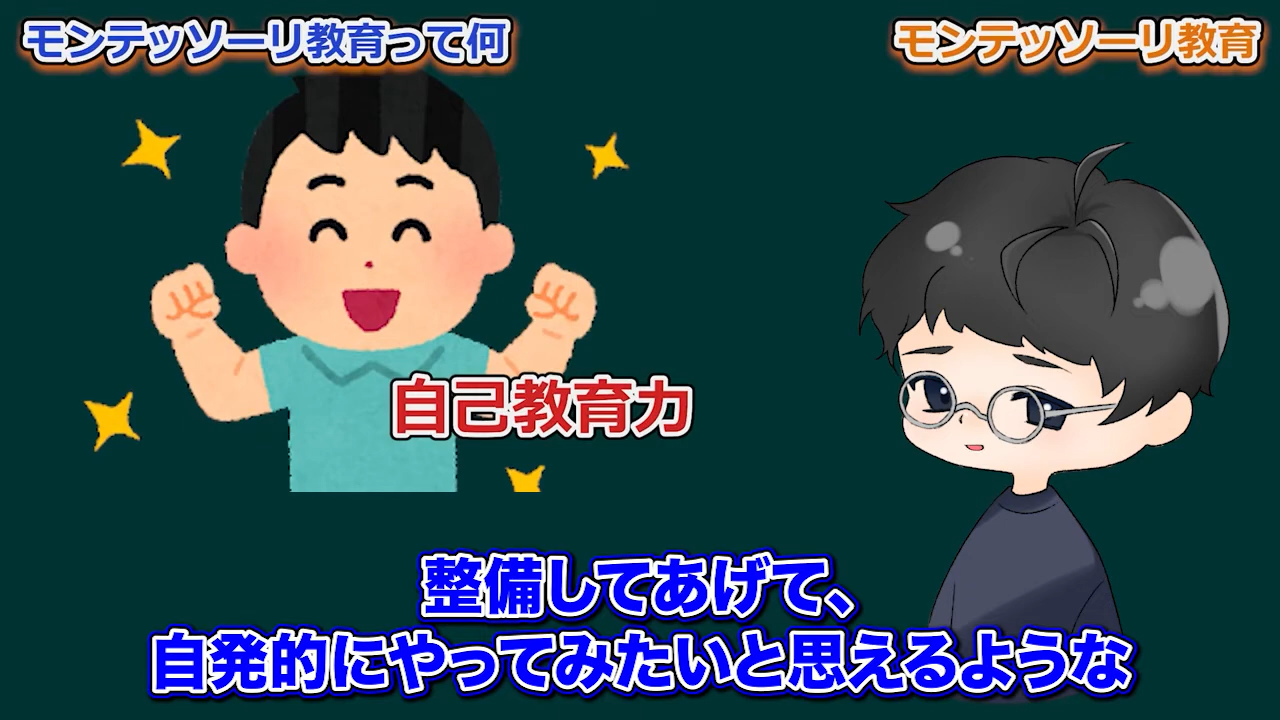 モンテッソーリ教育って何
モンテッソーリ教育
自己教育力
整備してあげて、
自発的にやってみたいと思えるような